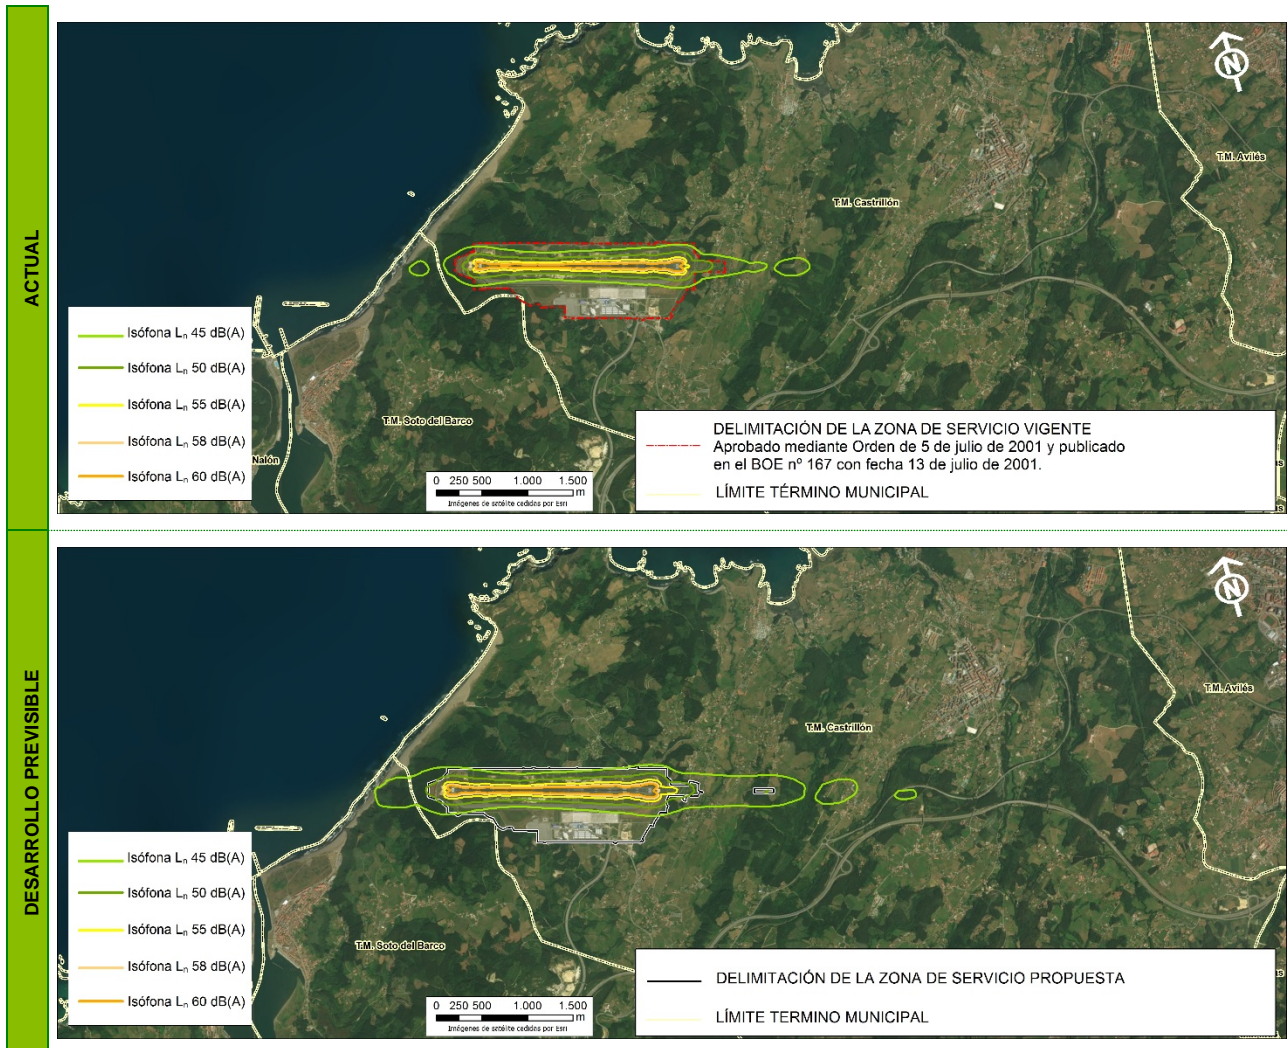 ACTUAL
N
T.M. Avilés
T.M. Castrillón
T.M. Soto del Barco
Nalón
Isófona Ln 45 dB(A)
Isófona Ln 50 dB(A)
Isófona Ln 55 dB(A)
Isófona Ln 58 dB(A)
Isófona Ln 60 dB(A)
0 250 500 1.000 1.500 m
Imágenes de satélite cedidas por Esri
DELIMITACIÓN DE LA ZONA DE SERVICIO VIGENTE
Aprobado mediante Orden de 5 de julio de 2001 y publicado
en el BOE nº 167 con fecha 13 de julio de 2001.
LÍMITE TÉRMINO MUNICIPAL
DESARROLLO PREVISIBLE
N
T.M. Avilés
T.M. Castrillón
T.M. Soto del Barco
Isófona Ln 45 dB(A)
Isófona Ln 50 dB(A)
Isófona Ln 55 dB(A)
Isófona Ln 58 dB(A)
Isófona Ln 60 dB(A)
0 250 500 1.000 1.500 m
Imágenes de satélite cedidas por Esri
DELIMITACIÓN DE LA ZONA DE SERVICIO PROPUESTA
LÍMITE TERMINO MUNICIPAL